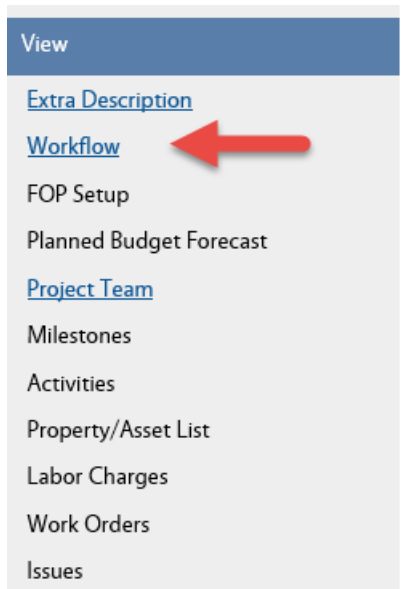 View
Extra Description
Workflow
FOP Setup
Planned Budget Forecast
Project Team
Milestones
Activities
Property/Asset List
Labor Charges
Work Orders
Issues